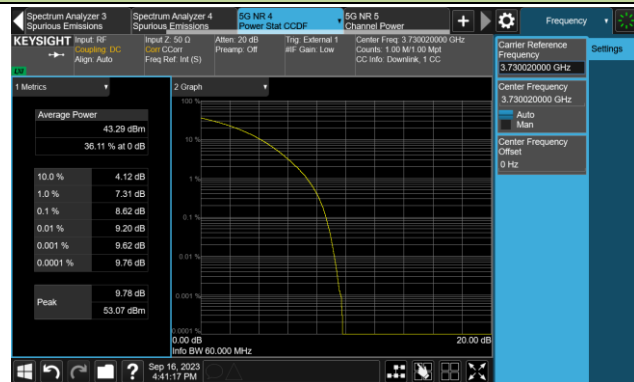 Spectrum Analyzer 3
Spurious Emissions
Spectrum Analyzer 4
Spurious Emissions
5G NR 4
Power Stat CCDF
5G NR 5
Channel Power
Frequency
KEYSIGHT
Input: RF
Coupling: DC
Align: Auto
Input Z: 50 Ω
Corr CCorr
Freq Ref: Int (S)
Atten: 20 dB
Preamp: Off
Trig: External 1
#IF Gain: Low
Center Freq: 3.730020000 GHz
Counts: 1.00 M/1.00 Mpt
CC Info: Downlink, 1 CC
Carrier Reference
Frequency
3.730020000 GHz
Settings
Center Frequency
3.730020000 GHz
Auto
Man
Center Frequency
Offset
0 Hz
1 Metrics
2 Graph
Average Power
43.29 dBm
36.11 % at 0 dB
10.0 % 4.12 dB
1.0 % 7.31 dB
0.1 % 8.62 dB
0.01 % 9.20 dB
0.001 % 9.62 dB
0.0001 % 9.76 dB
Peak
9.78 dB
53.07 dBm
100 %
10 %
1 %
0.1 %
0.01 %
0.001 %
0.0001 %
0.00 dB
20.00 dB
Info BW 60.000 MHz
Sep 16, 2023
4:41:17 PM